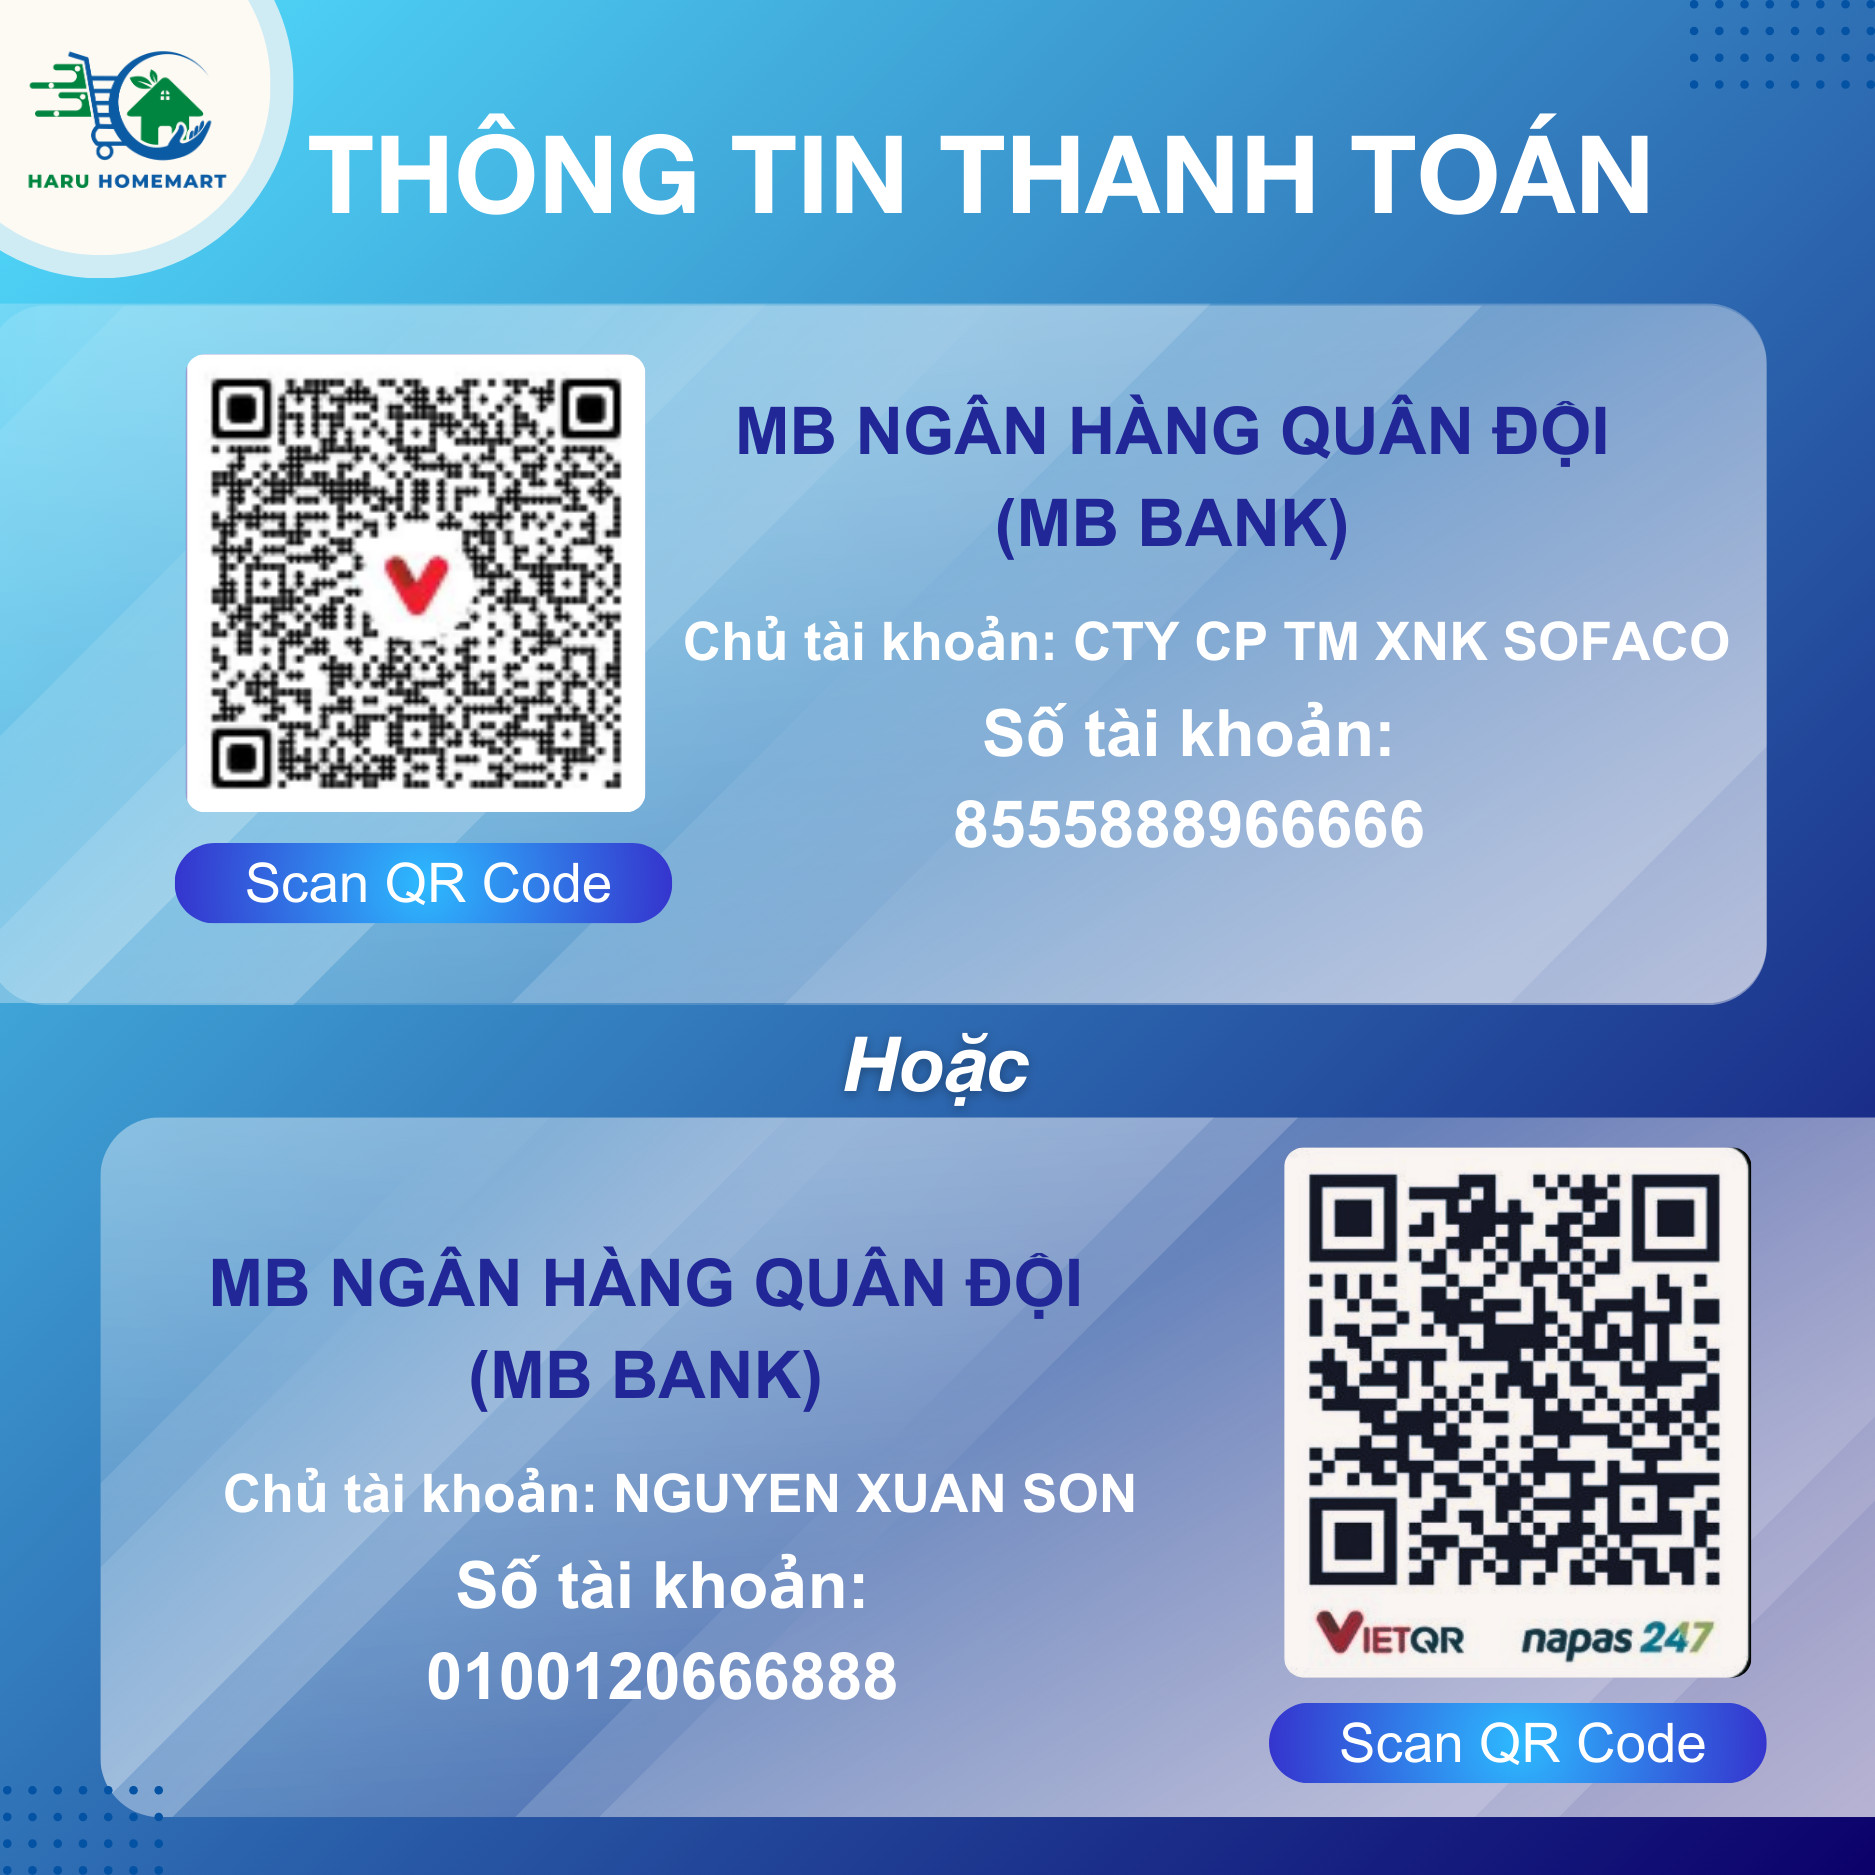 HARU HOMEMART
THÔNG TIN THANH TOÁN
MB NGÂN HÀNG QUÂN ĐỘI
(MB BANK)
Chủ tài khoản: CTY CP TM XNK SOFACO
Số tài khoản:
8555888966666
Scan QR Code
Hoặc
MB NGÂN HÀNG QUÂN ĐỘI
(MB BANK)
Chủ tài khoản: NGUYEN XUAN SON
Số tài khoản:
0100120666888
VIETQR napas 247
Scan QR Code